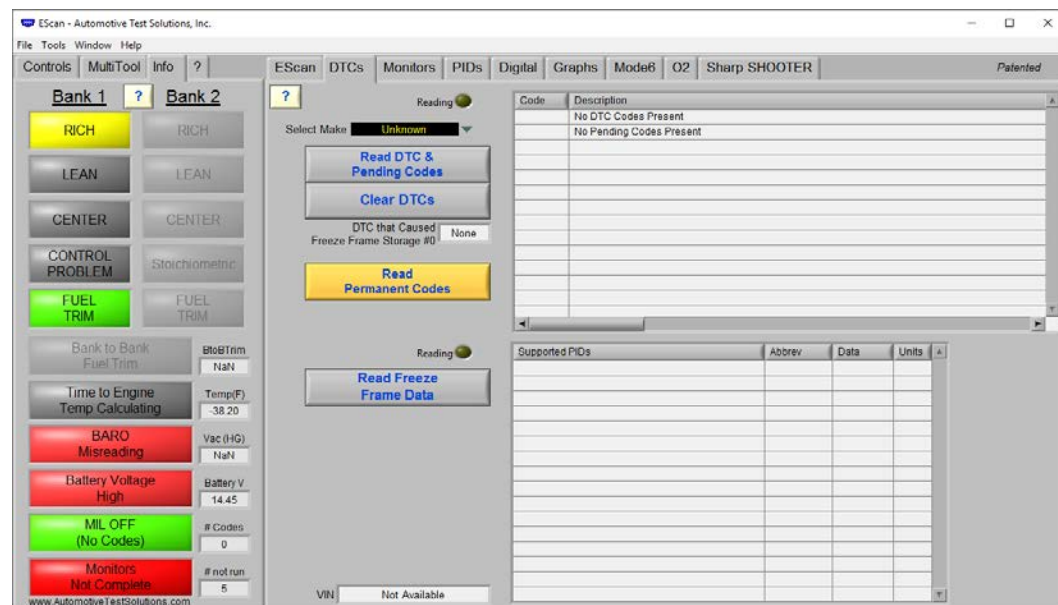 EScan - Automotive Test Solutions, Inc.
File Tools Window Help
Controls MultiTool Info ?
EScan DTCs Monitors PIDs Digital Graphs Mode6 O2 Sharp SHOOTER Patented
Bank 1 ? Bank 2
RICH RICH
LEAN LEAN
CENTER CENTER
CONTROL
PROBLEM
Stoichiometric
FUEL
TRIM
FUEL
TRIM
Bank to Bank
Fuel Trim
BtoBTrim
NaN
Time to Engine
Temp Calculating
Temp(F)
-38.20
BARO
Misreading
Vac (HG)
NaN
Battery Voltage
High
Battery V
14.45
MIL OFF
(No Codes)
# Codes
0
Monitors
Not Complete
# not run
5
www.AutomotiveTestSolutions.com
?
Reading
Select Make Unknown
Read DTC &
Pending Codes
Clear DTCs
DTC that Caused
Freeze Frame Storage #0
None
Read
Permanent Codes
Code Description
No DTC Codes Present
No Pending Codes Present
Reading
Read Freeze
Frame Data
Supported PIDs Abbrev Data Units
VIN Not Available